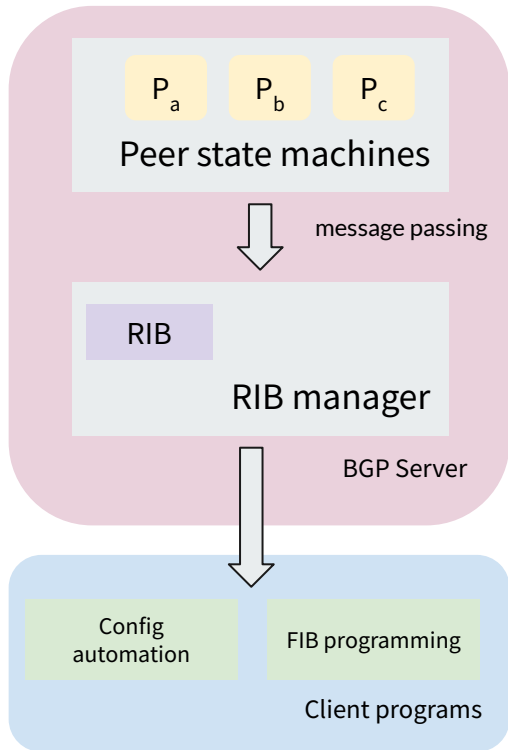 Pa Pb Pc
Peer state machines
message passing
RIB
RIB manager
BGP Server
Config
automation
FIB programming
Client programs